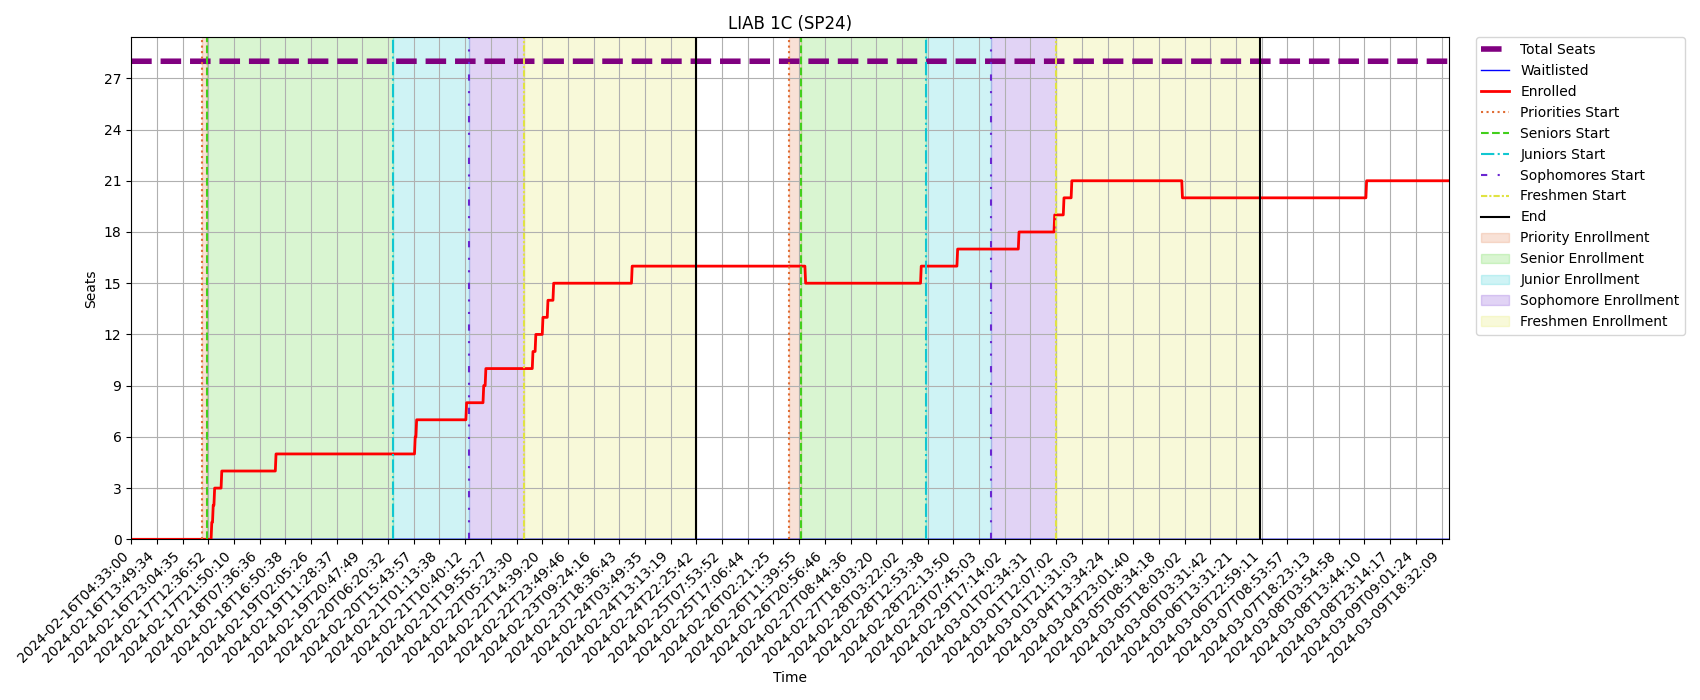 LIAB 1C (SP24)
Total Seats
Waitlisted
Enrolled
Priorities Start
Seniors Start
Juniors Start
Sophomores Start
Freshmen Start
End
Priority Enrollment
Senior Enrollment
Junior Enrollment
Sophomore Enrollment
Freshmen Enrollment
Seats
27
24
21
18
15
12
9
6
3
0
2024-02-16T04:33:00
2024-02-16T13:49:34
2024-02-16T23:04:35
2024-02-17T12:36:52
2024-02-17T21:50:10
2024-02-18T07:36:36
2024-02-18T16:50:38
2024-02-19T02:05:26
2024-02-19T11:28:37
2024-02-19T20:47:49
2024-02-20T06:20:32
2024-02-20T15:43:57
2024-02-21T01:13:38
2024-02-21T10:40:12
2024-02-21T19:55:27
2024-02-22T05:23:30
2024-02-22T14:39:20
2024-02-22T23:49:46
2024-02-23T09:24:16
2024-02-23T18:36:43
2024-02-24T03:49:35
2024-02-24T13:13:19
2024-02-24T22:25:42
2024-02-25T07:53:52
2024-02-25T17:06:44
2024-02-26T02:21:25
2024-02-26T11:39:55
2024-02-26T20:56:46
2024-02-27T08:44:36
2024-02-27T18:03:20
2024-02-28T03:22:02
2024-02-28T12:53:38
2024-02-28T22:13:50
2024-02-29T07:45:03
2024-02-29T17:14:02
2024-03-01T02:34:31
2024-03-01T12:07:02
2024-03-01T21:31:03
2024-03-04T13:34:24
2024-03-04T23:01:40
2024-03-05T08:34:18
2024-03-05T18:03:02
2024-03-06T03:31:42
2024-03-06T13:31:21
2024-03-06T22:59:11
2024-03-07T08:53:57
2024-03-07T18:23:13
2024-03-08T03:54:58
2024-03-08T13:44:10
2024-03-08T23:14:17
2024-03-09T09:01:24
2024-03-09T18:32:09
Time